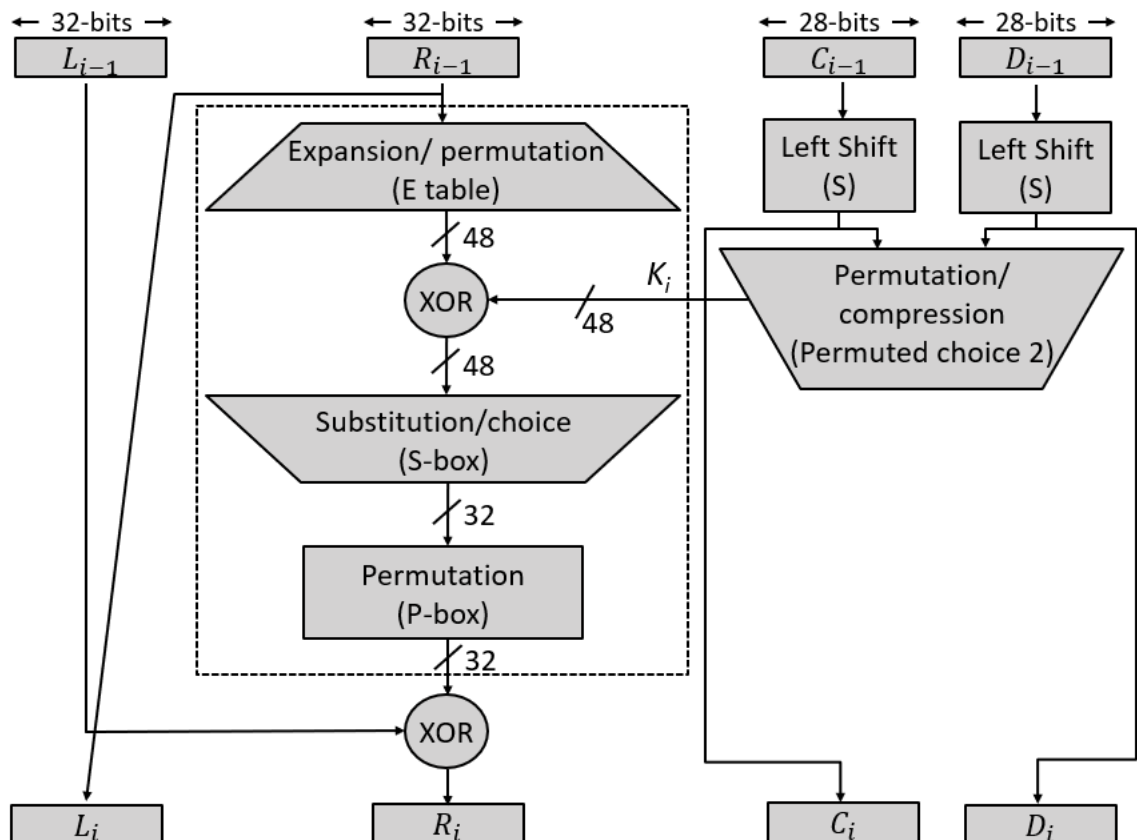 32-bits
32-bits
28-bits
28-bits
L_{i−1}
R_{i−1}
C_{i−1}
D_{i−1}
Expansion/ permutation
(E table)
Left Shift
(S)
Left Shift
(S)
48
XOR
K_i
48
Permutation/
compression
(Permuted choice 2)
48
Substitution/choice
(S-box)
32
Permutation
(P-box)
32
XOR
L_i
R_i
C_i
D_i